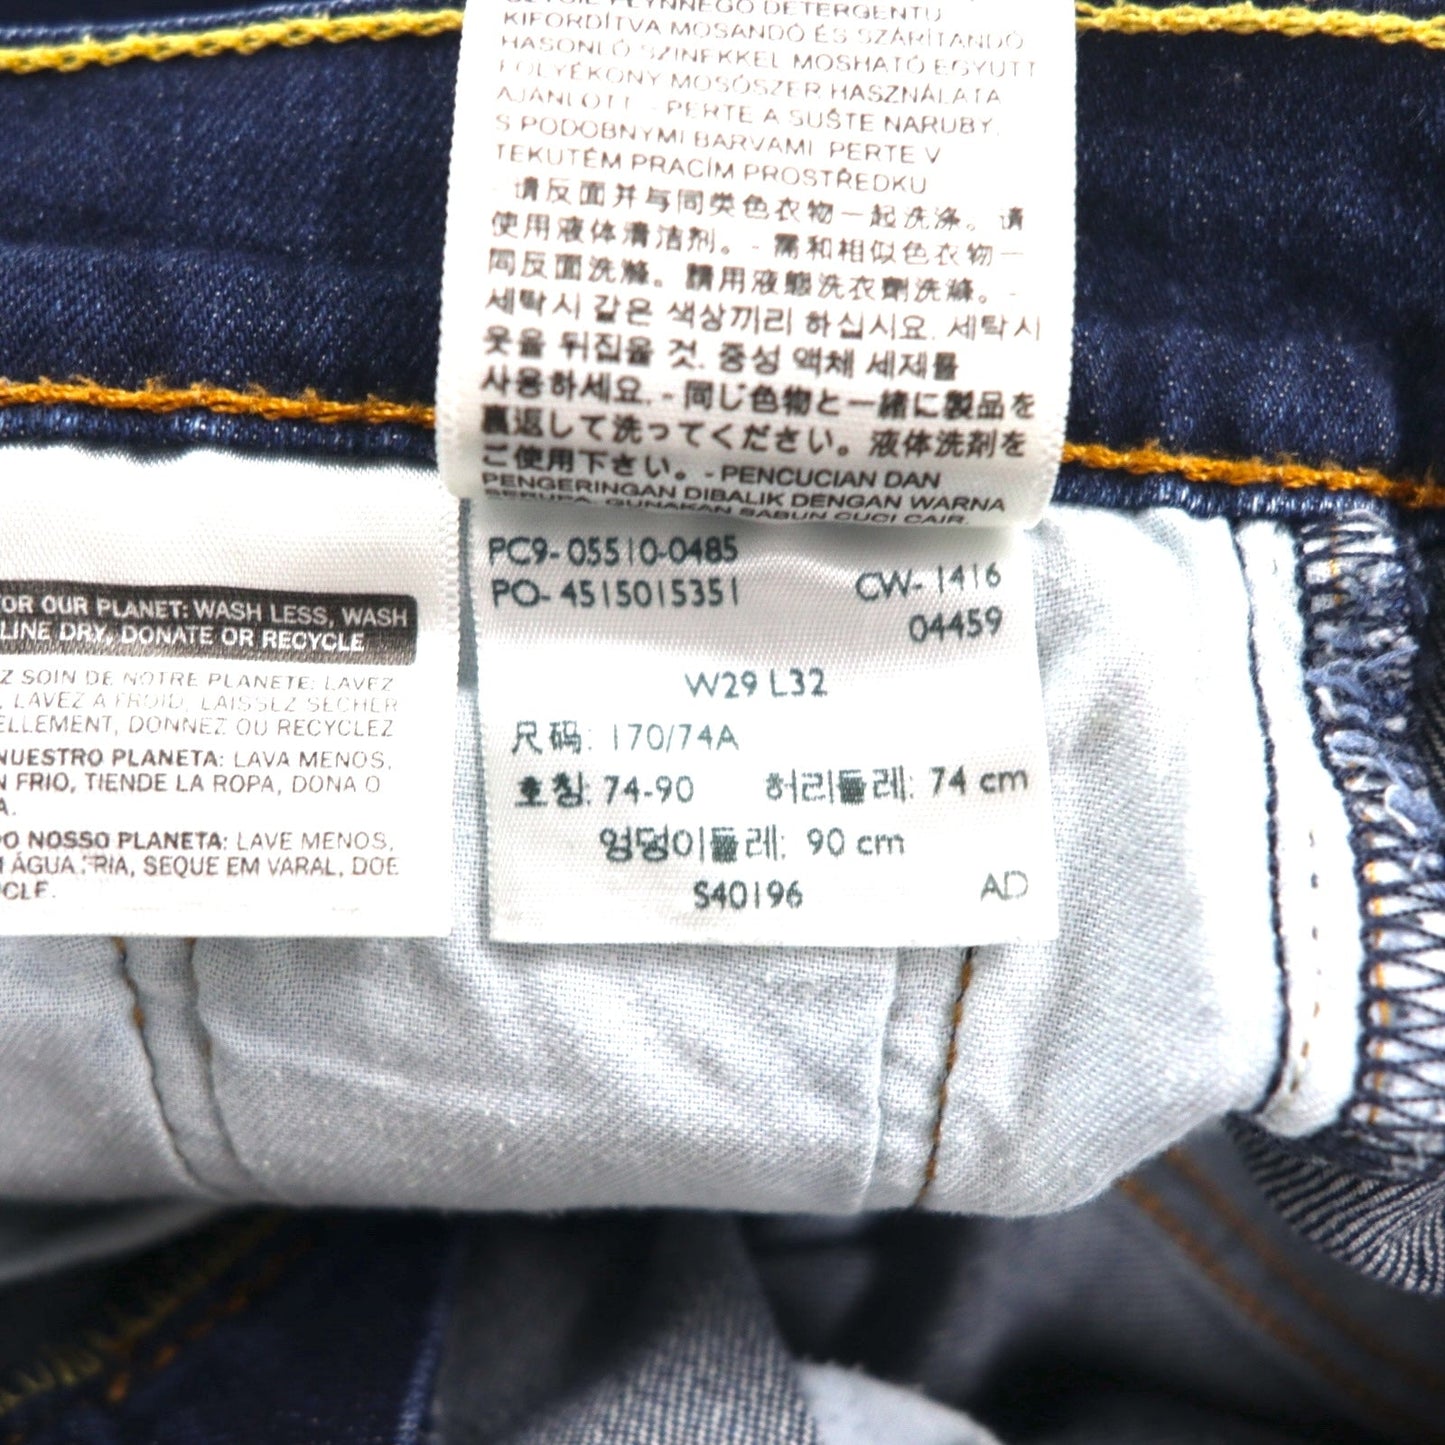 KIFORDÍTVA MOSANDÓ ÉS SZÁRÍTANDÓ
HASONLÓ SZINEKKEL MOSHATÓ EGYUTT
FOLYÉKONY MOSÓSZER HASZNÁLATA
AJÁNLOTT - PERTE A SUŠTE NARUBY,
S PODOBNYMI BARVAMI PERTE V
TEKUTÉM PRACÍM PROSTŘEDKU
- 请反面并与同类色衣物一起洗涤。请
使用液体清洁剂。- 需和相似色衣物一
同反面洗滌。請用液態洗衣劑洗滌。-
세탁시 같은 색상끼리 하십시요. 세탁시
옷을 뒤집을 것. 중성 액체 세제를
사용하세요. - 同じ色物と一緒に製品を
裏返して洗ってください。液体洗剤を
ご使用下さい。- PENCUCIAN DAN
PENGERINGAN DIBALIK DENGAN WARNA
SERUPA. GUNAKAN SABUN CUCI CAIR.
PC9- 05510-0485
PO- 4515015351
CW- 1416
04459
W29 L32
尺码: 170/74A
호칭: 74-90 허리둘레: 74 cm
엉덩이둘레: 90 cm
S40196 AD
FOR OUR PLANET: WASH LESS, WASH
LINE DRY, DONATE OR RECYCLE
Z SOIN DE NOTRE PLANETE: LAVEZ
, LAVEZ A FROID, LAISSEZ SECHER
ELLEMENT, DONNEZ OU RECYCLEZ
NUESTRO PLANETA: LAVA MENOS,
N FRIO, TIENDE LA ROPA, DONA O
A.
O NOSSO PLANETA: LAVE MENOS,
ÁGUA FRIA, SEQUE EM VARAL, DOE
CLE.